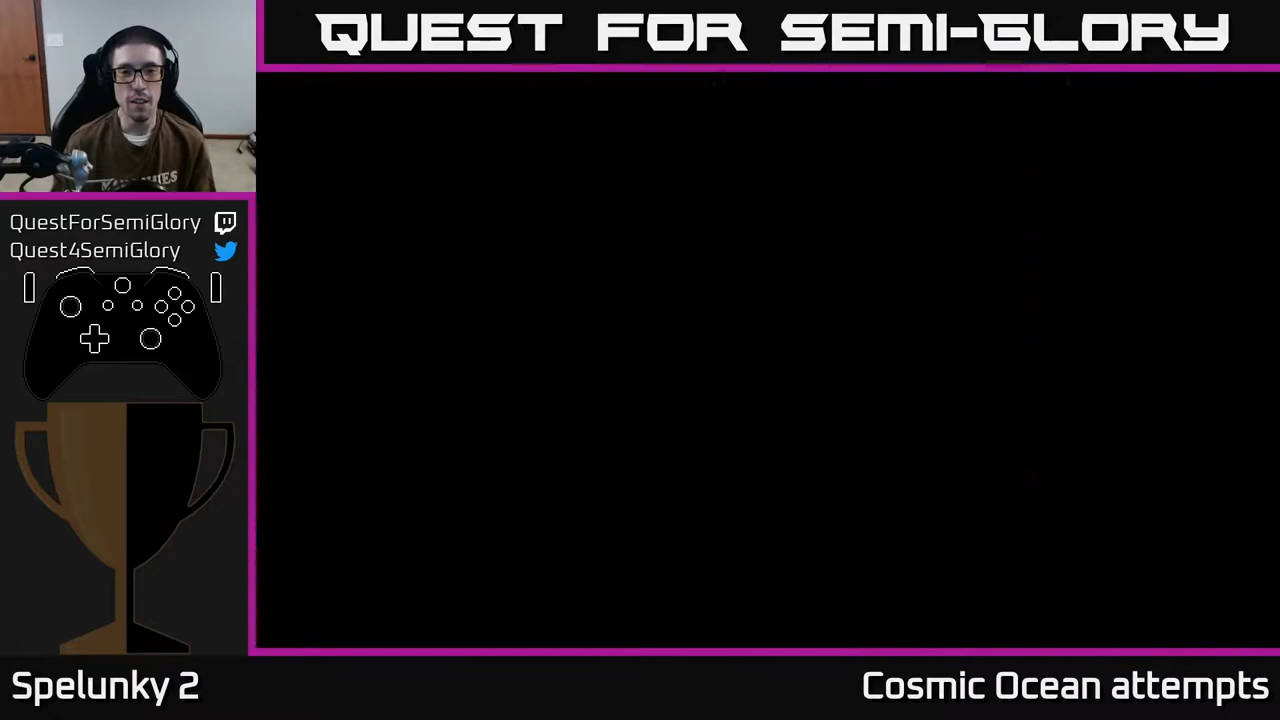 QUEST FOR SEMI-GLORY
QuestForSemiGlory
Quest4SemiGlory
Spelunky 2
Cosmic Ocean attempts